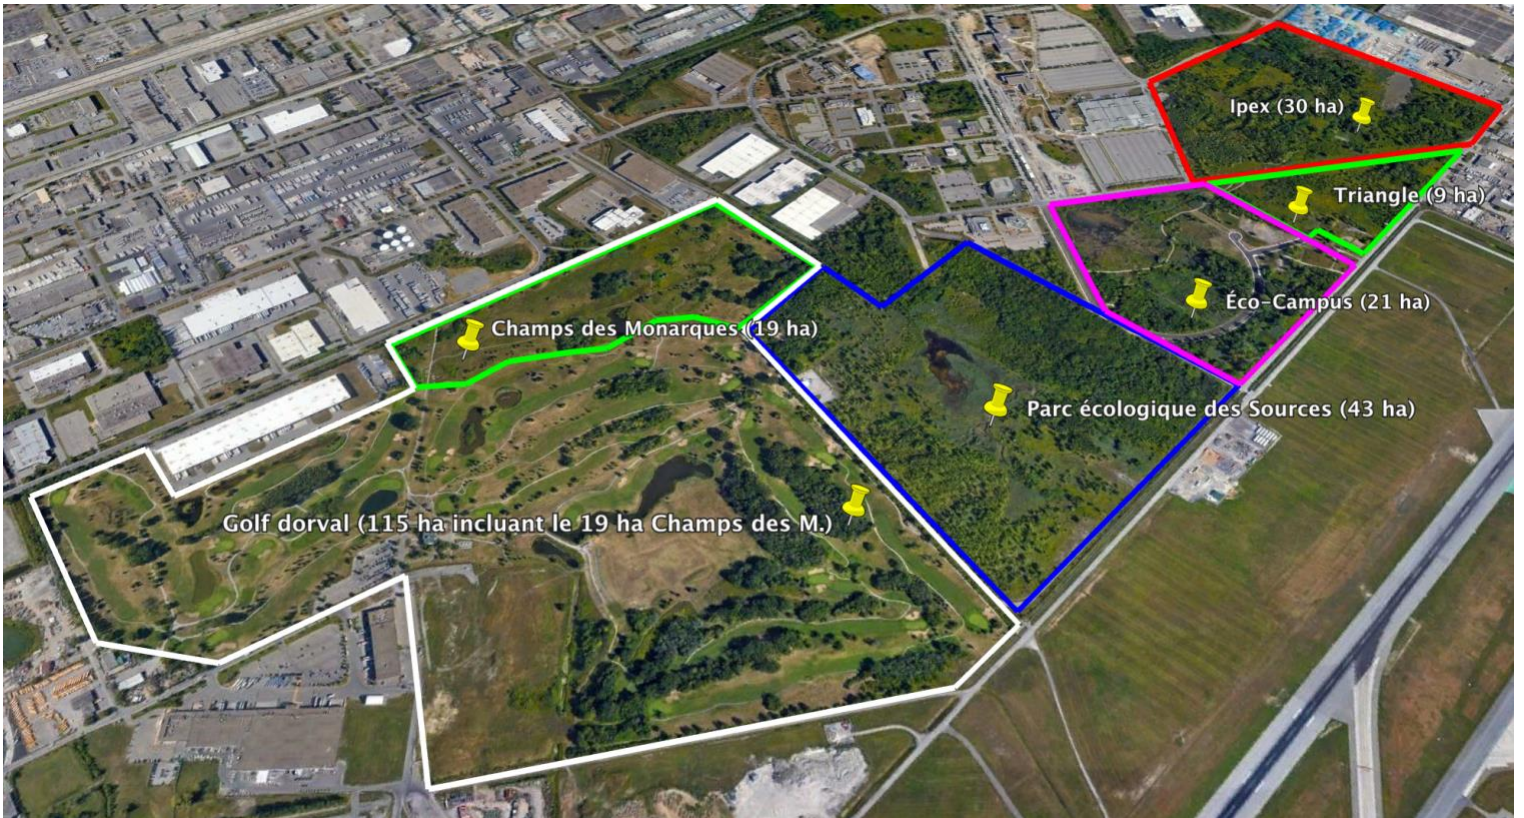 Ipex (30 ha)
Triangle (9 ha)
Éco-Campus (21 ha)
Champs des Monarques (19 ha)
Parc écologique des Sources (43 ha)
Golf dorval (115 ha incluant le 19 ha Champs des M.)